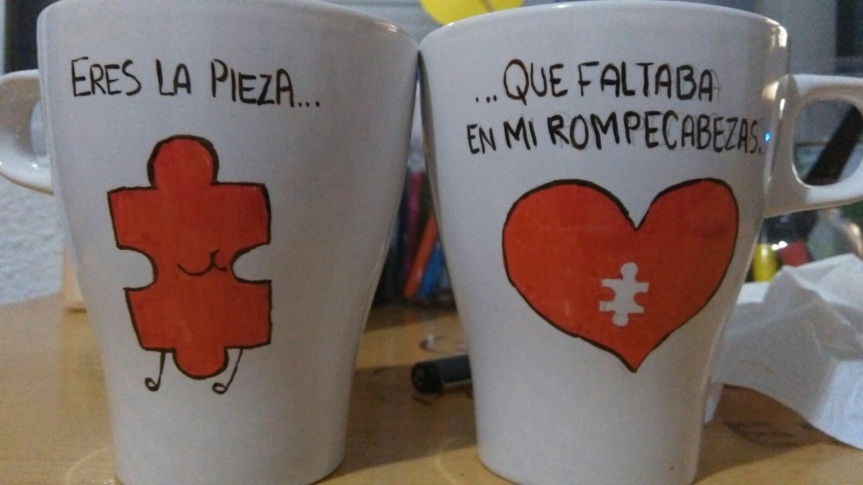 ERES LA PIEZA...
...QUE FALTABA
EN MI ROMPECABEZAS.